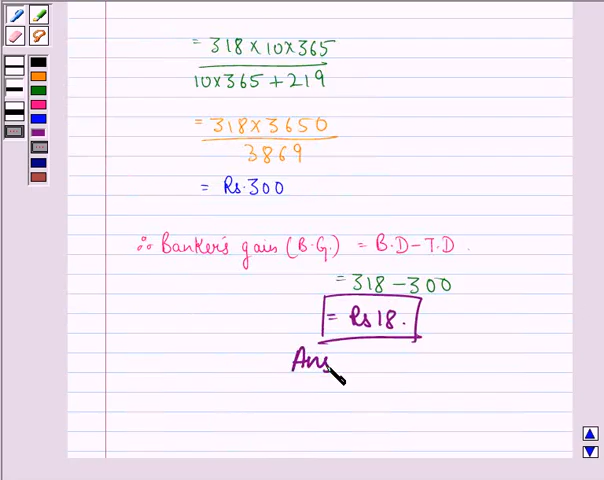 = 318×10×365
10×365+219
= 318×3650
3869
= Rs.300
∴ Banker's gain (B.G.) = B.D-T.D.
= 318-300
= Rs 18.
Ans